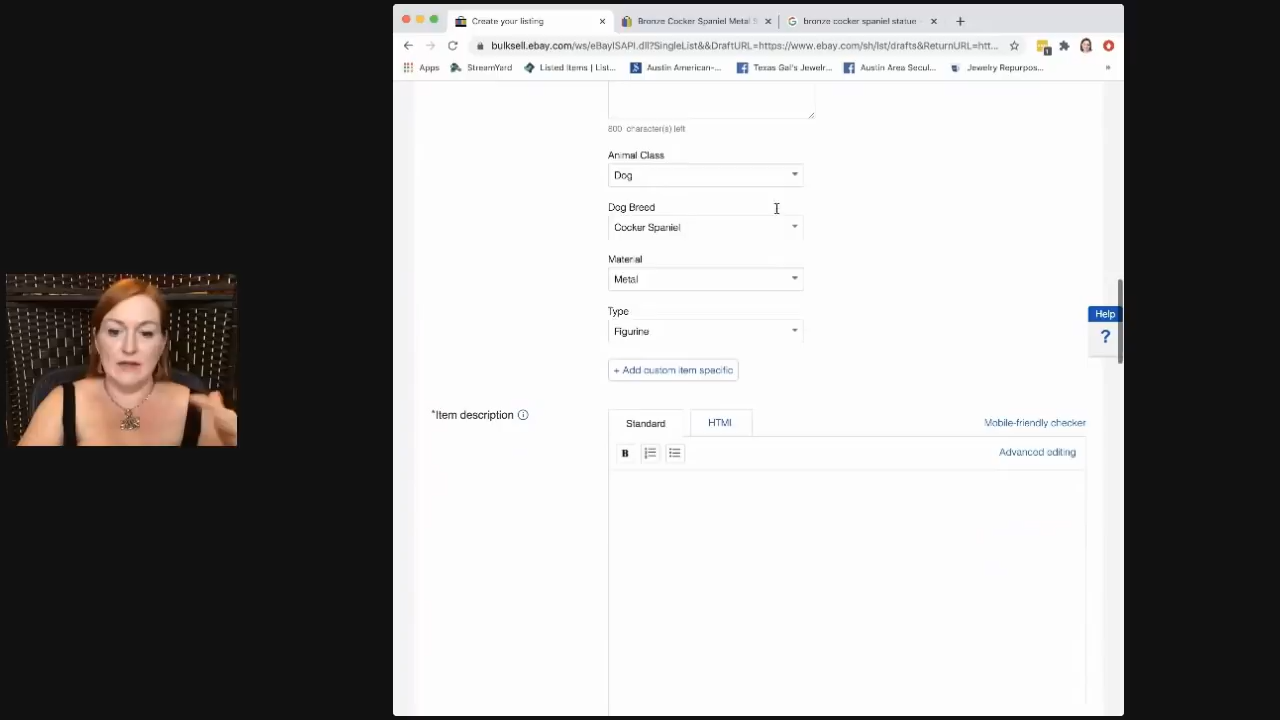 Create your listing
Bronze Cocker Spaniel Metal S
bronze cocker spaniel statue
bulksell.ebay.com/ws/eBayISAPI.dll?SingleList&&DraftURL=https://www.ebay.com/sh/lst/drafts&ReturnURL=htt...
Apps
StreamYard
Listed Items | List...
Austin American-...
Texas Gal's Jewelr...
Austin Area Secul...
Jewelry Repurpos...
»
800 character(s) left
Animal Class
Dog
Dog Breed
Cocker Spaniel
Material
Metal
Type
Figurine
+ Add custom item specific
Help
?
*Item description
Standard
HTML
Mobile-friendly checker
B
Advanced editing